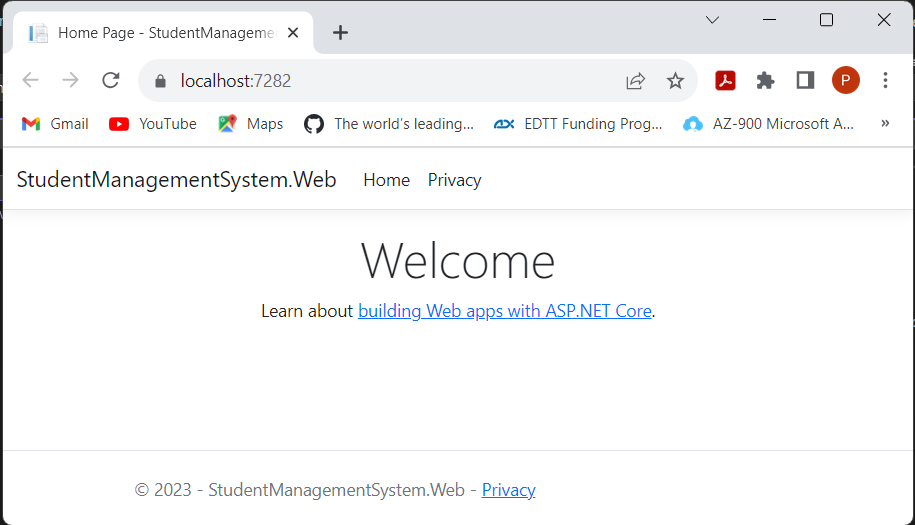 Home Page - StudentManageme
localhost:7282
P
Gmail YouTube Maps The world's leading... EDTT Funding Prog... AZ-900 Microsoft A... »
StudentManagementSystem.Web Home Privacy
Welcome
Learn about building Web apps with ASP.NET Core.
© 2023 - StudentManagementSystem.Web - Privacy